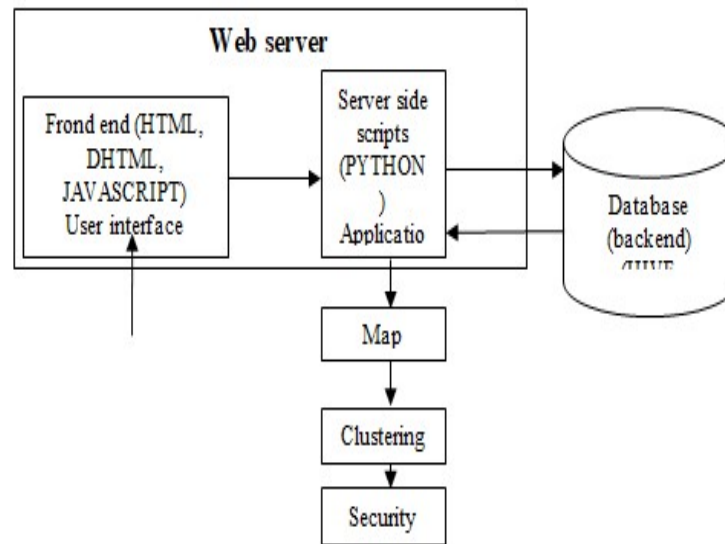 Web server
Frond end (HTML,
DHTML,
JAVASCRIPT)
User interface
Server side
scripts
(PYTHON
)
Applicatio
Database
(backend)
Map
Clustering
Security